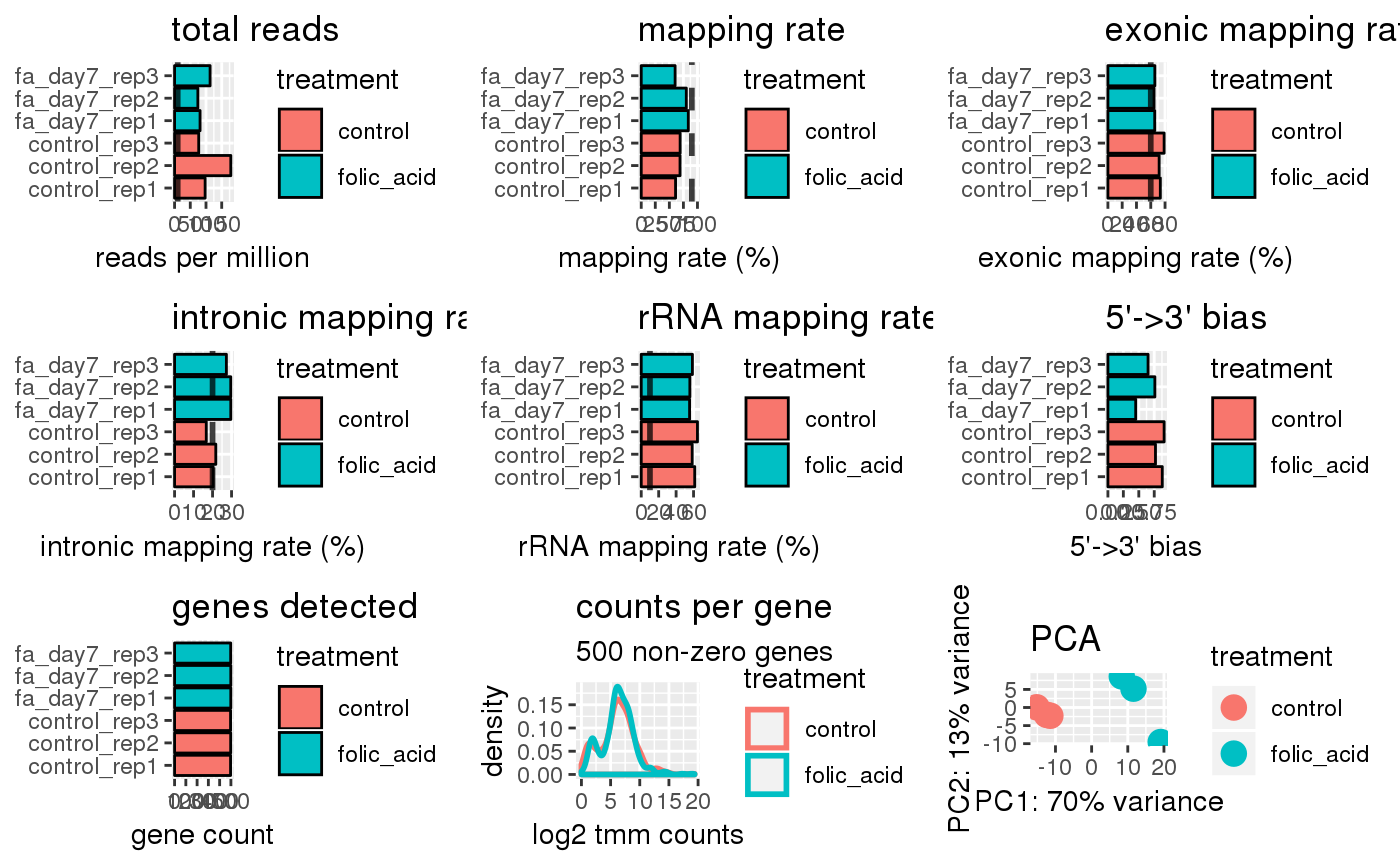 total reads
fa_day7_rep3
fa_day7_rep2
fa_day7_rep1
control_rep3
control_rep2
control_rep1
reads per million
treatment
control
folic_acid
mapping rate
fa_day7_rep3
fa_day7_rep2
fa_day7_rep1
control_rep3
control_rep2
control_rep1
mapping rate (%)
treatment
control
folic_acid
exonic mapping
fa_day7_rep3
fa_day7_rep2
fa_day7_rep1
control_rep3
control_rep2
control_rep1
exonic mapping rate (%)
treatment
control
folic_acid
intronic mapping
fa_day7_rep3
fa_day7_rep2
fa_day7_rep1
control_rep3
control_rep2
control_rep1
intronic mapping rate (%)
treatment
control
folic_acid
rRNA mapping rate
fa_day7_rep3
fa_day7_rep2
fa_day7_rep1
control_rep3
control_rep2
control_rep1
0 20 40 60
rRNA mapping rate (%)
treatment
control
folic_acid
5'->3' bias
fa_day7_rep3
fa_day7_rep2
fa_day7_rep1
control_rep3
control_rep2
control_rep1
5'->3' bias
treatment
control
folic_acid
genes detected
fa_day7_rep3
fa_day7_rep2
fa_day7_rep1
control_rep3
control_rep2
control_rep1
gene count
treatment
control
folic_acid
counts per gene
500 non-zero genes
density
0.15
0.10
0.05
0.00
0 5 10 15 20
log2 tmm counts
treatment
control
folic_acid
PCA
PC2: 13% variance
5
0
-5
-10
-10 0 10 20
PC1: 70% variance
treatment
control
folic_acid